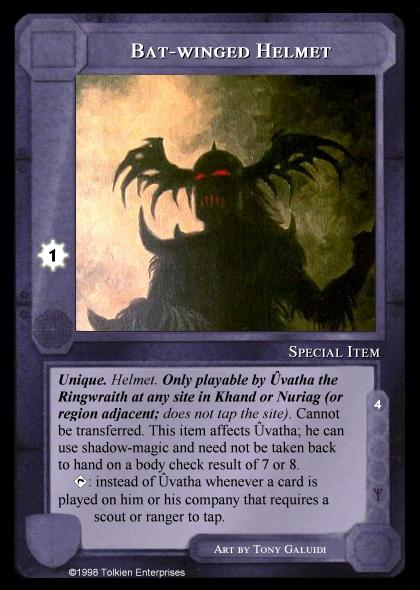 BAT-WINGED HELMET
1
SPECIAL ITEM
Unique. Helmet. Only playable by Ûvatha the
Ringwraith at any site in Khand or Nuriag (or
region adjacent; does not tap the site). Cannot
be transferred. This item affects Ûvatha; he can
use shadow-magic and need not be taken back
to hand on a body check result of 7 or 8.
: instead of Ûvatha whenever a card is
played on him or his company that requires a
scout or ranger to tap.
4
ART BY TONY GALUIDI
©1998 Tolkien Enterprises